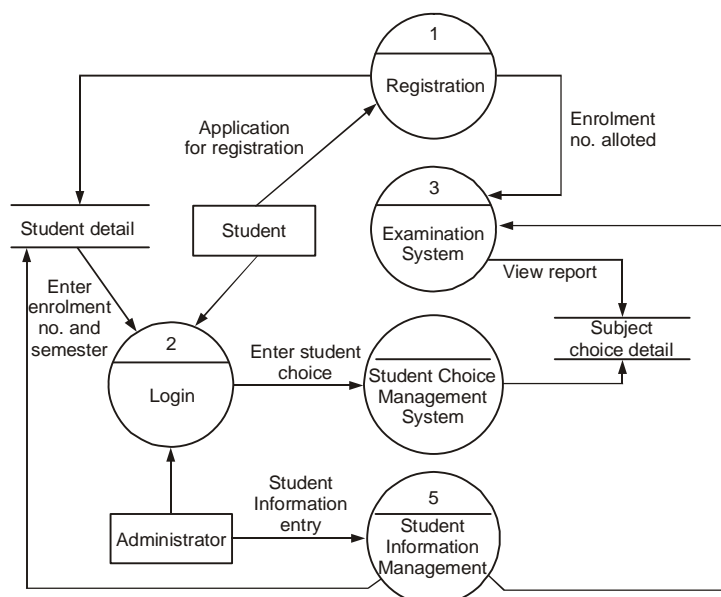 1
Registration
Application
for registration
Enrolment
no. alloted
3
Examination
System
Student detail
Student
View report
Enter
enrolment
no. and
semester
Subject
choice detail
2
Login
Enter student
choice
Student Choice
Management
System
Student
Information
entry
5
Student
Information
Management
Administrator